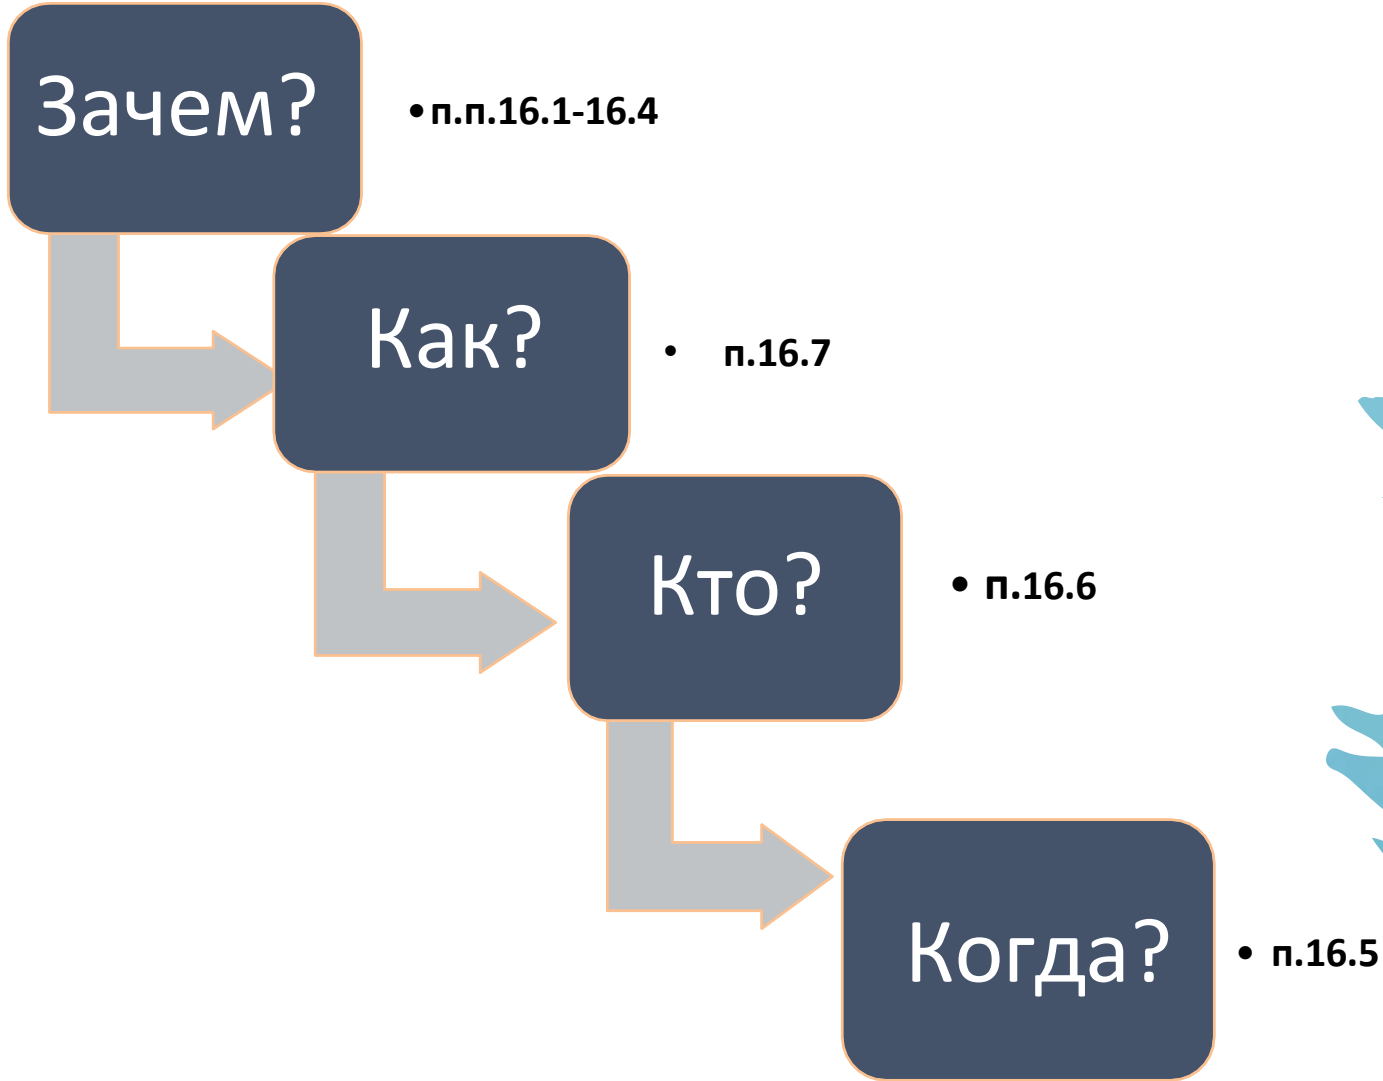 Зачем?
• п.п.16.1-16.4
Как?
• п.16.7
Кто?
• п.16.6
Когда?
• п.16.5